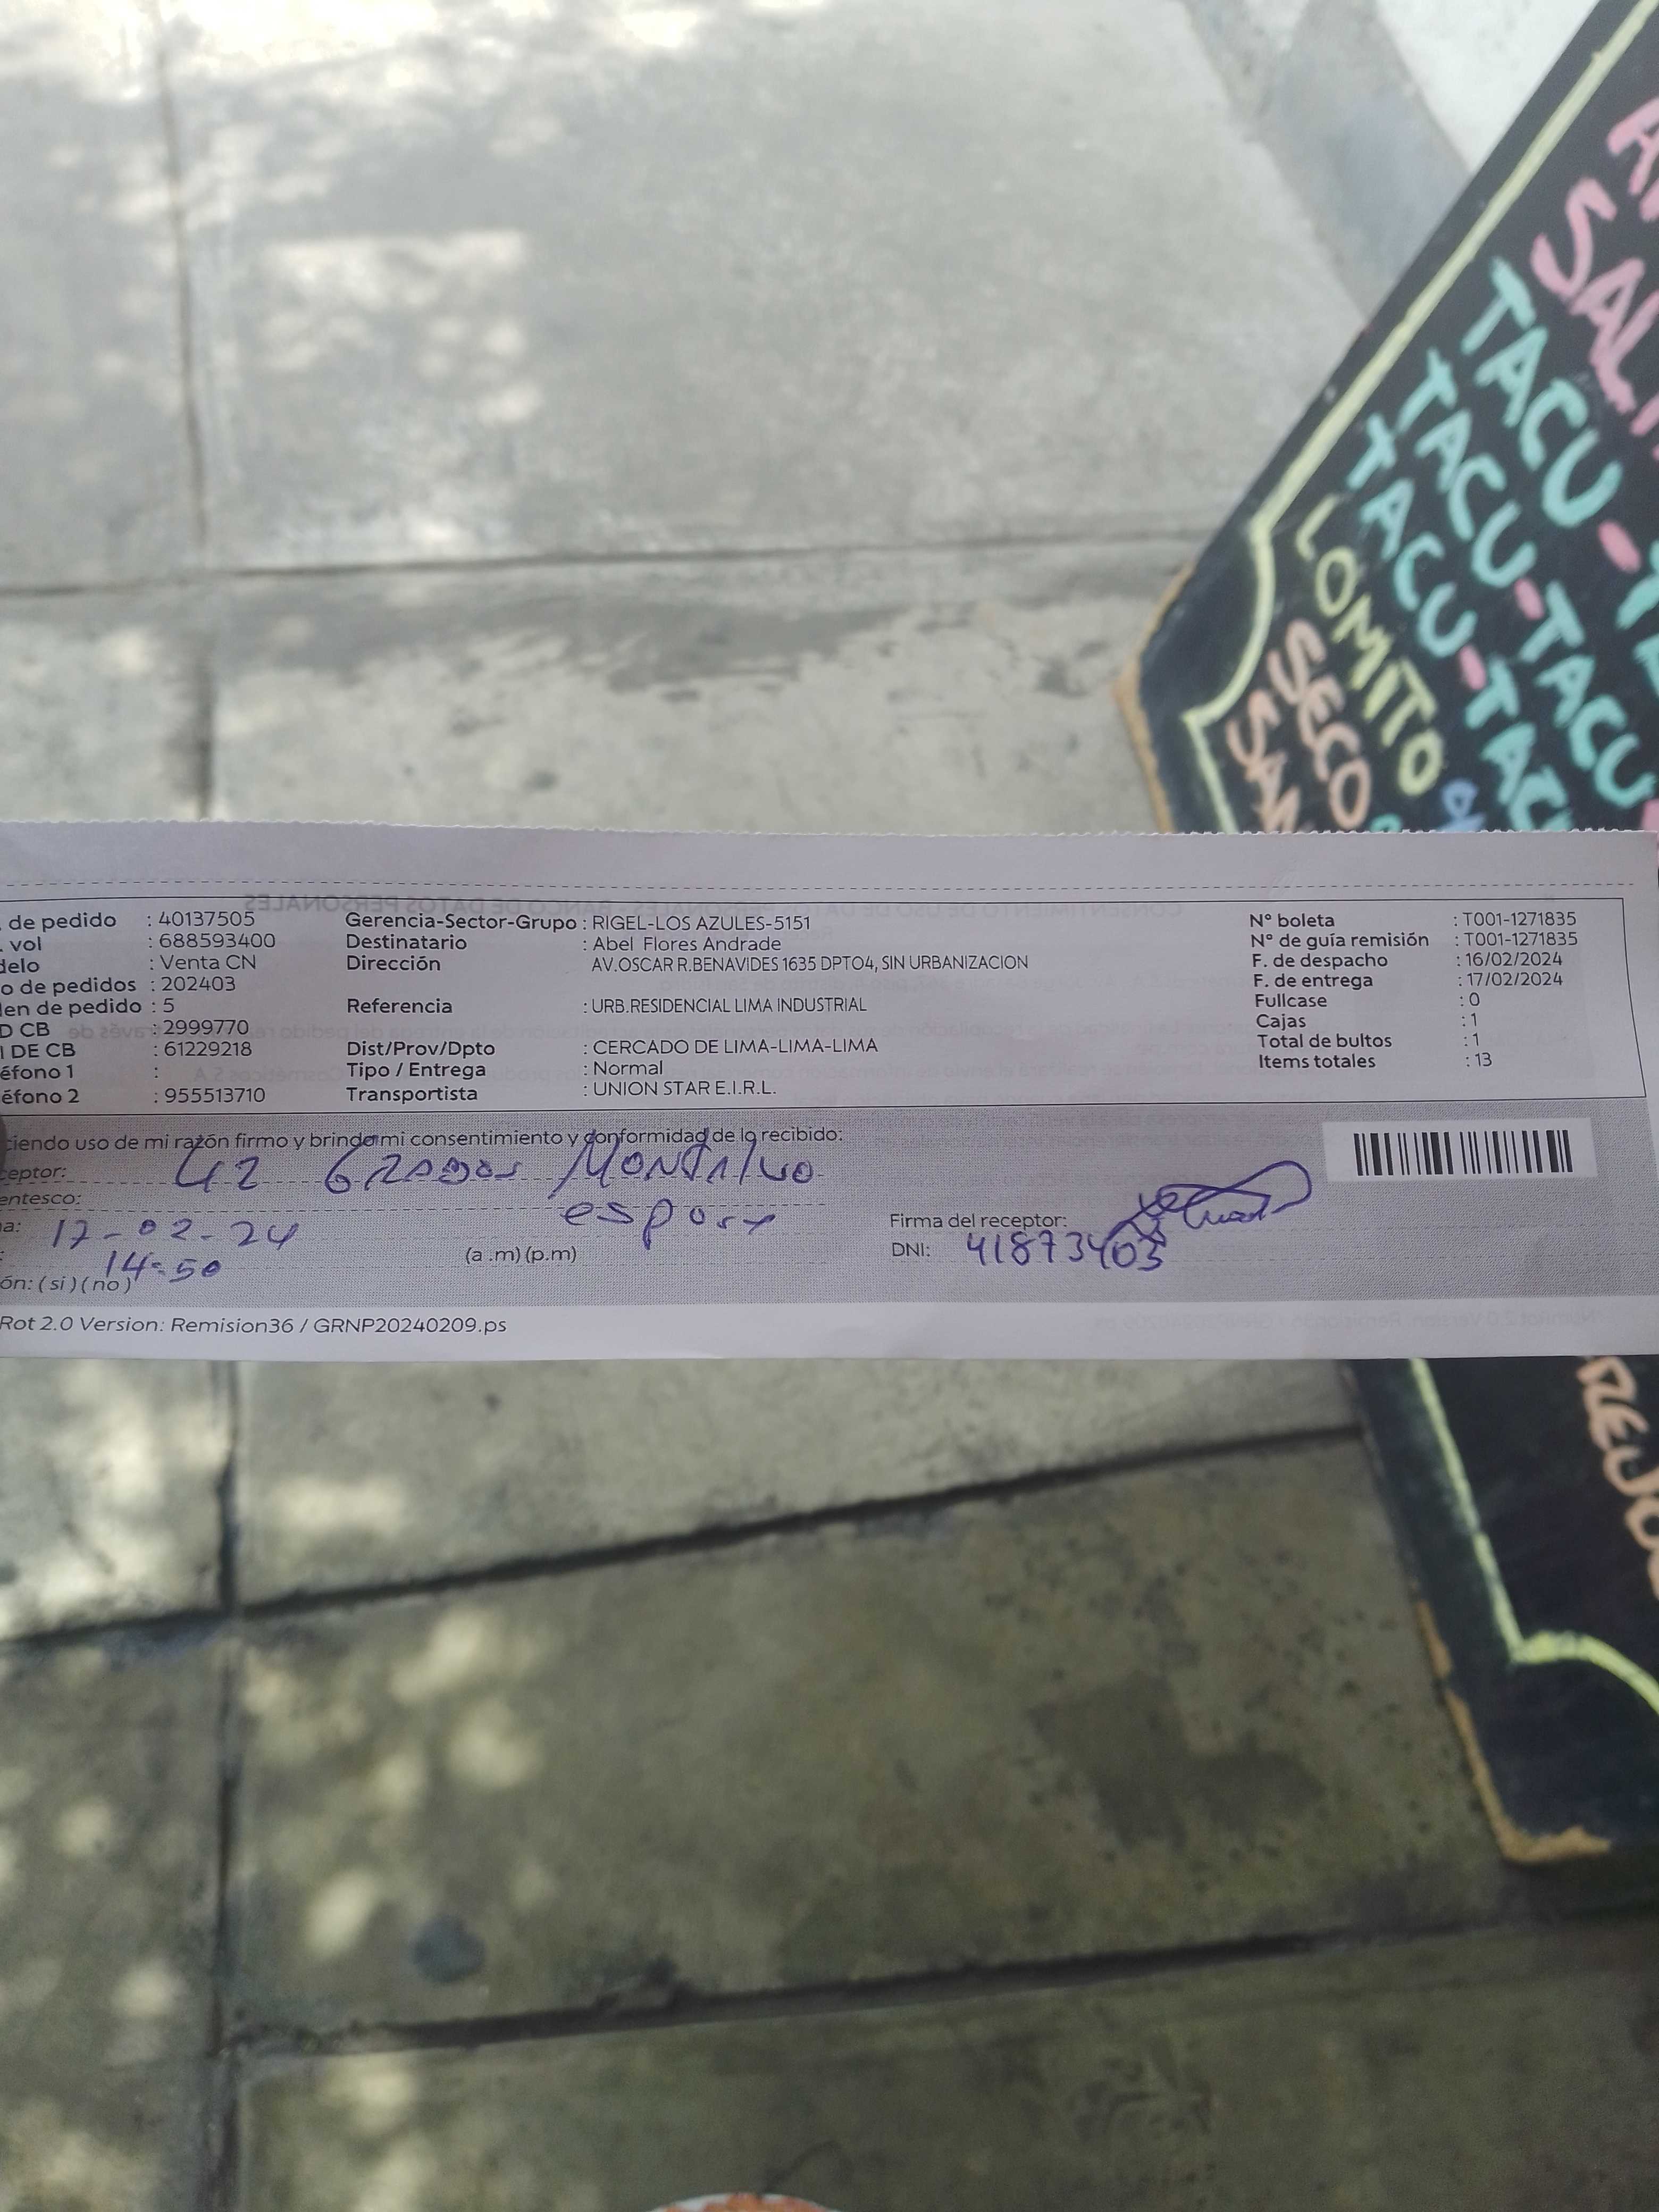 SALI
TACU-TA
TACU-TACU
TACU-TACU
LOMITO
SECO
de pedido : 40137505 Gerencia-Sector-Grupo : RIGEL-LOS AZULES-5151 N° boleta : T001-1271835
vol : 688593400 Destinatario : Abel Flores Andrade N° de guía remisión : T001-1271835
delo : Venta CN Dirección AV.OSCAR R.BENAVIDES 1635 DPTO4, SIN URBANIZACION F. de despacho : 16/02/2024
o de pedidos : 202403 F. de entrega : 17/02/2024
en de pedido : 5 Referencia : URB.RESIDENCIAL LIMA INDUSTRIAL Fullcase : 0
D CB : 2999770 Cajas : 1
I DE CB : 61229218 Dist/Prov/Dpto : CERCADO DE LIMA-LIMA-LIMA Total de bultos : 1
éfono 1 : Tipo / Entrega : Normal Items totales : 13
éfono 2 : 955513710 Transportista : UNION STAR E.I.R.L.
ciendo uso de mi razón firmo y brindo mi consentimiento y conformidad de lo recibido:
ceptor: Montalvo
entesco:
a: 17-02-24 Firma del receptor:
: 14:50 (a .m) (p.m) DNI: 41873403
ón: ( si ) ( no )
Rot 2.0 Version: Remision36 / GRNP20240209.ps